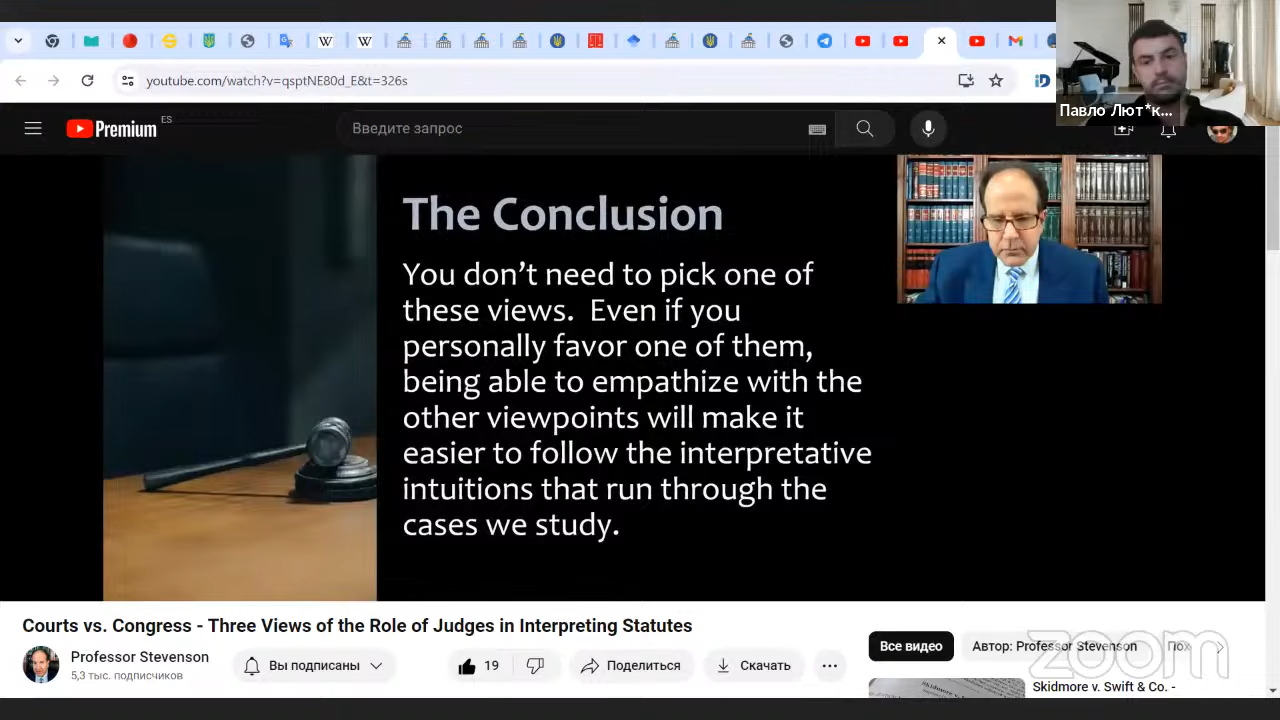 youtube.com/watch?v=qsptNE80d_E&t=326s
Павло Лют*к...
Premium
ES
Введите запрос
The Conclusion
You don’t need to pick one of
these views. Even if you
personally favor one of them,
being able to empathize with the
other viewpoints will make it
easier to follow the interpretative
intuitions that run through the
cases we study.
Courts vs. Congress - Three Views of the Role of Judges in Interpreting Statutes
Professor Stevenson
5,3 тыс. подписчиков
Вы подписаны
19
Поделиться
Скачать
Все видео
Автор: Professor Stevenson
Пох
zoom
Skidmore v. Swift & Co. -